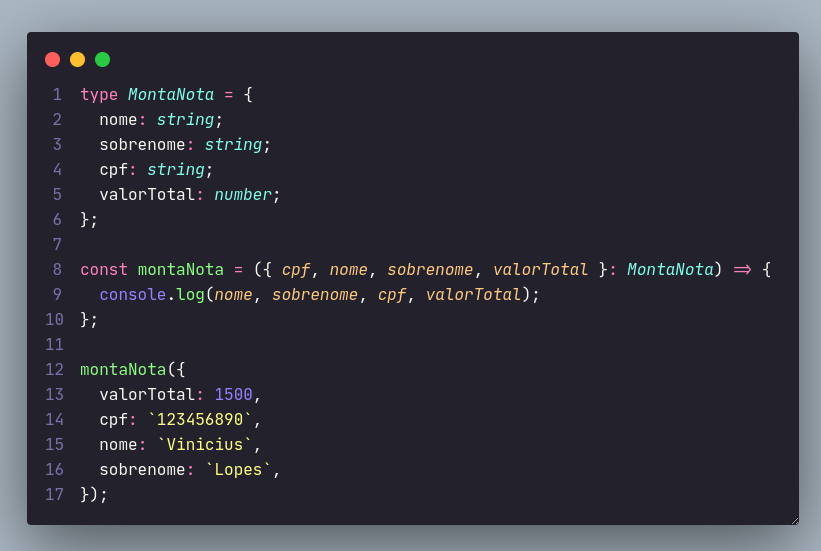 1 type MontaNota = {
2   nome: string;
3   sobrenome: string;
4   cpf: string;
5   valorTotal: number;
6 };
7
8 const montaNota = ({ cpf, nome, sobrenome, valorTotal }: MontaNota) => {
9   console.log(nome, sobrenome, cpf, valorTotal);
10 };
11
12 montaNota({
13   valorTotal: 1500,
14   cpf: `123456890`,
15   nome: `Vinicius`,
16   sobrenome: `Lopes`,
17 });